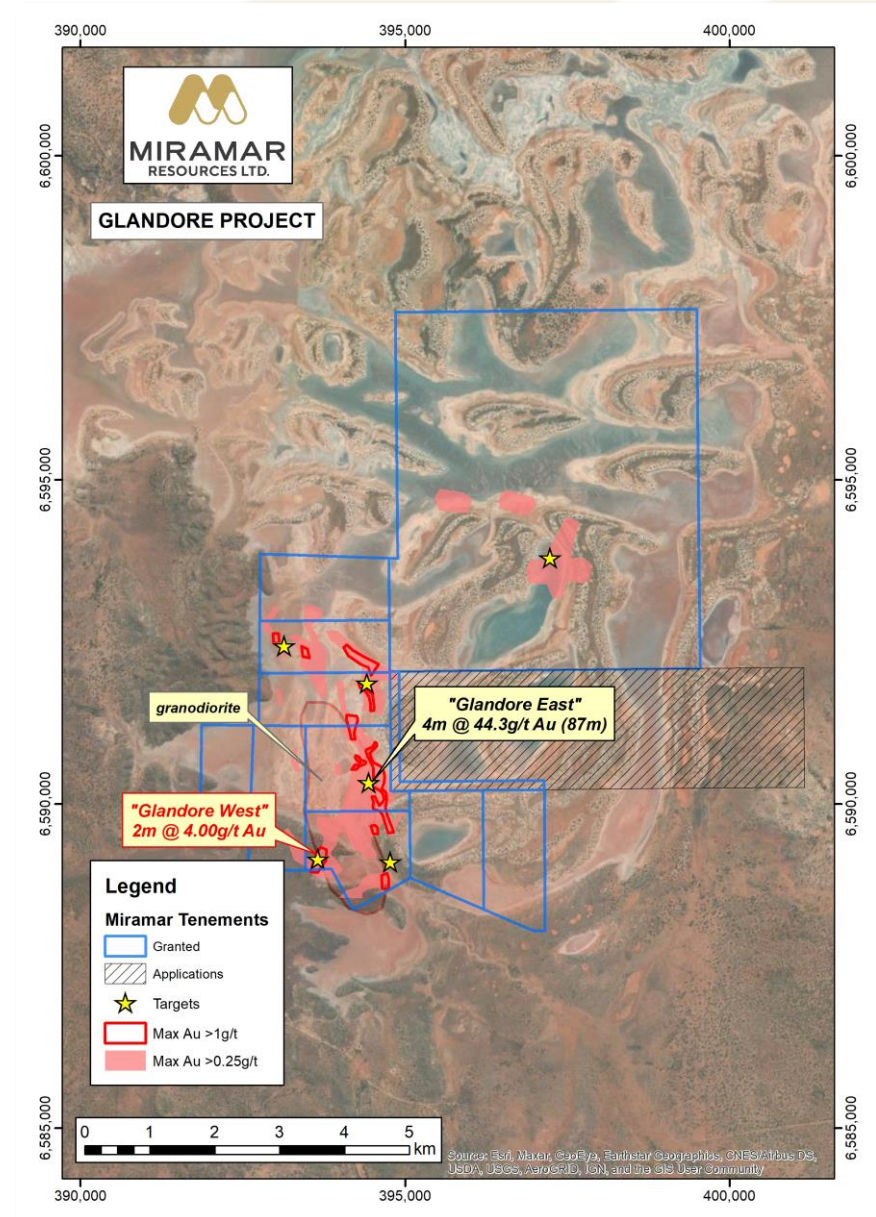 390,000
395,000
400,000
MIRAMAR
RESOURCES LTD.
GLANDORE PROJECT
6,600,000
6,600,000
6,595,000
6,595,000
granodiorite
"Glandore East"
4m @ 44.3g/t Au (87m)
6,590,000
6,590,000
"Glandore West"
2m @ 4.00g/t Au
Legend
Miramar Tenements
Granted
Applications
Targets
Max Au >1g/t
Max Au >0.25g/t
6,585,000
6,585,000
0 1 2 3 4 5
km
Source: Esri, Maxar, GeoEye, Earthstar Geographics, CNES/Airbus DS,
USDA, USGS, AeroGRID, IGN, and the GIS User Community
390,000
395,000
400,000